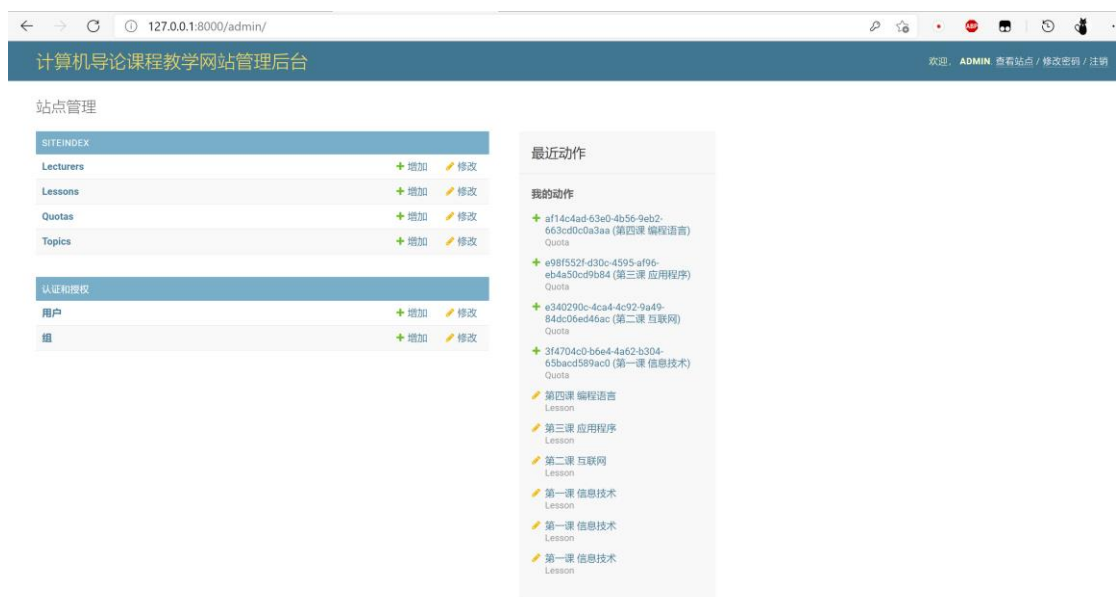 127.0.0.1:8000/admin/
ABP
计算机导论课程教学网站管理后台
欢迎，ADMIN. 查看站点 / 修改密码 / 注销
站点管理
SITEINDEX
Lecturers 增加 修改
Lessons 增加 修改
Quotas 增加 修改
Topics 增加 修改
认证和授权
用户 增加 修改
组 增加 修改
最近动作
我的动作
af14c4ad-63e0-4b56-9eb2-
663cd0c0a3aa (第四课 编程语言)
Quota
e98f552f-d30c-4595-af96-
eb4a50cd9b84 (第三课 应用程序)
Quota
e340290c-4ca4-4c92-9a49-
84dc06ed46ac (第二课 互联网)
Quota
3f4704c0-b6e4-4a62-b304-
65bacd589ac0 (第一课 信息技术)
Quota
第四课 编程语言
Lesson
第三课 应用程序
Lesson
第二课 互联网
Lesson
第一课 信息技术
Lesson
第一课 信息技术
Lesson
第一课 信息技术
Lesson